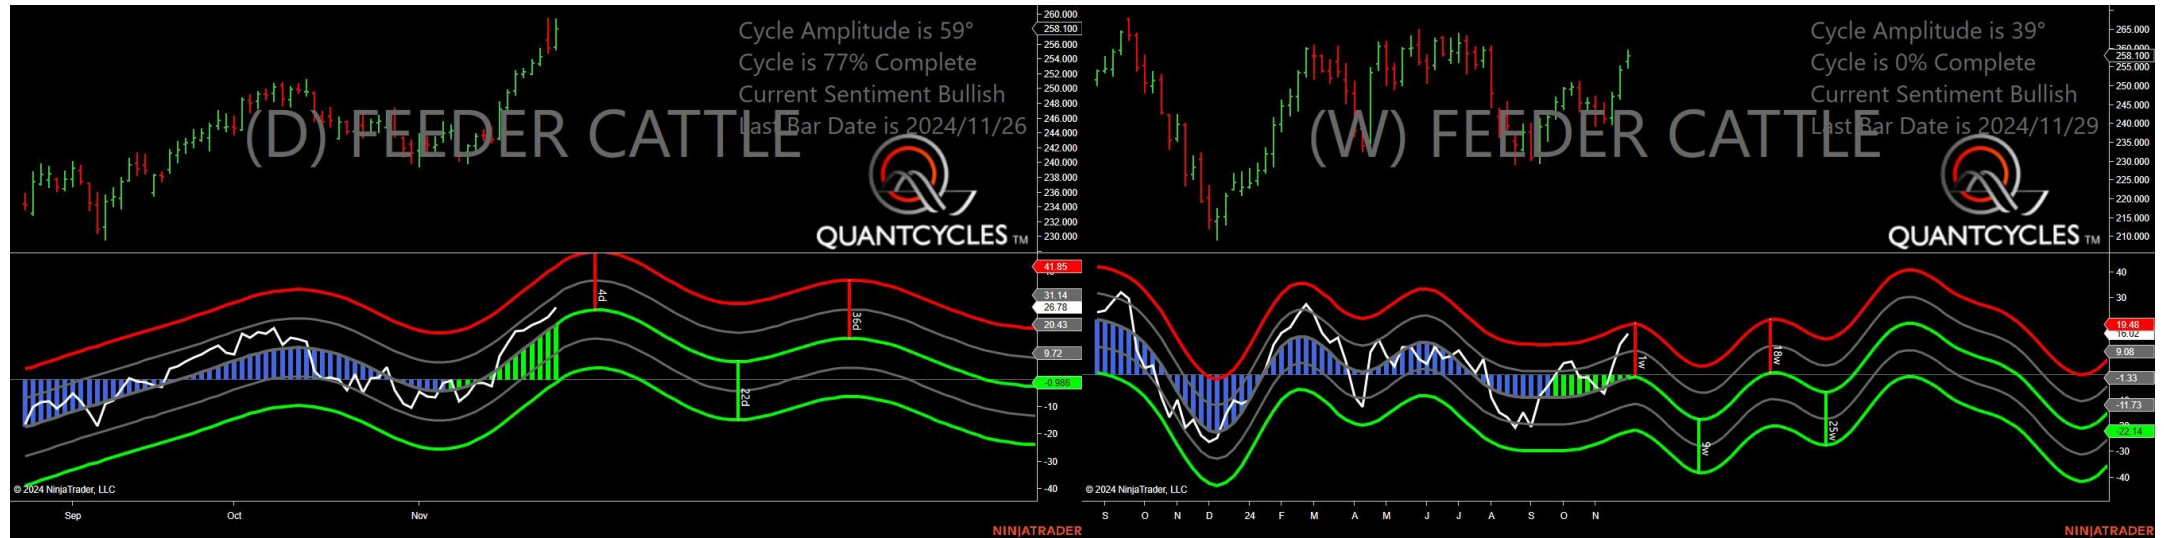 Cycle Amplitude is 59°
Cycle is 77% Complete
Current Sentiment Bullish
Last Bar Date is 2024/11/26
(D) FEEDER CATTLE
QUANTCYCLES TM
260.000
258.100
256.000
254.000
252.000
250.000
248.000
246.000
244.000
242.000
240.000
238.000
236.000
234.000
232.000
230.000
41.85
31.14
26.78
20.43
9.72
-0.986
-10
-20
-30
-40
4d
22d
36d
© 2024 NinjaTrader, LLC
Sep Oct Nov
NINJATRADER
Cycle Amplitude is 39°
Cycle is 0% Complete
Current Sentiment Bullish
Last Bar Date is 2024/11/29
(W) FEEDER CATTLE
QUANTCYCLES TM
265.000
260.000
258.100
255.000
250.000
245.000
240.000
235.000
230.000
225.000
220.000
215.000
210.000
40
30
19.48
16.02
9.08
-1.33
-11.73
-22.14
-30
-40
1w
9w
18w
25w
© 2024 NinjaTrader, LLC
S O N D 24 F M A M J J A S O N
NINJATRADER